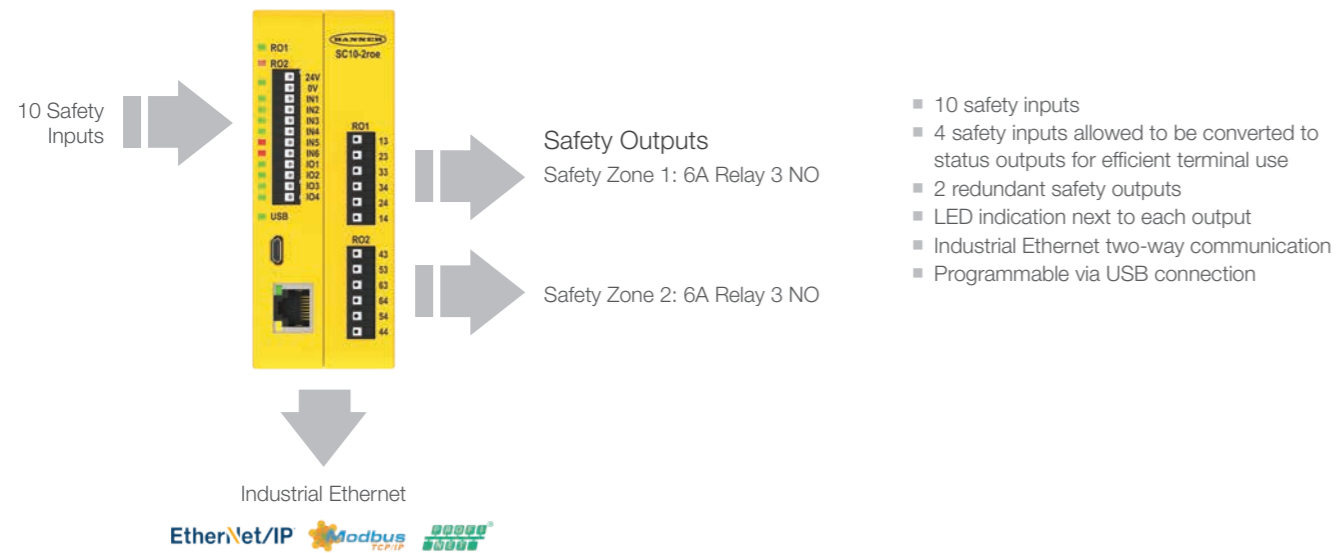 10 Safety
Inputs
RO1
RO2
24V
0V
IN1
IN2
IN3
IN4
IN5
IN6
IO1
IO2
IO3
IO4
USB
BANNER
SC10-2roe
RO1
13
23
33
34
24
14
RO2
43
53
63
64
54
44
Safety Outputs
Safety Zone 1: 6A Relay 3 NO
Safety Zone 2: 6A Relay 3 NO
10 safety inputs
4 safety inputs allowed to be converted to
status outputs for efficient terminal use
2 redundant safety outputs
LED indication next to each output
Industrial Ethernet two-way communication
Programmable via USB connection
Industrial Ethernet
EtherNet/IP
Modbus
TCP/IP
PROFI
NET